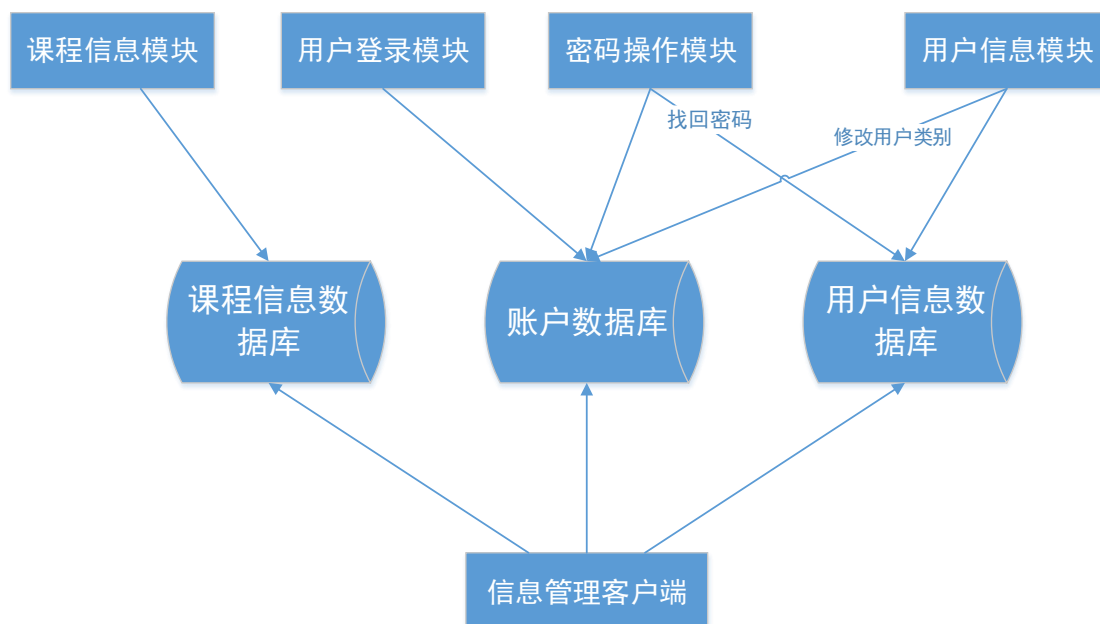 课程信息模块
用户登录模块
密码操作模块
用户信息模块
找回密码
修改用户类别
课程信息数
据库
账户数据库
用户信息数
据库
信息管理客户端